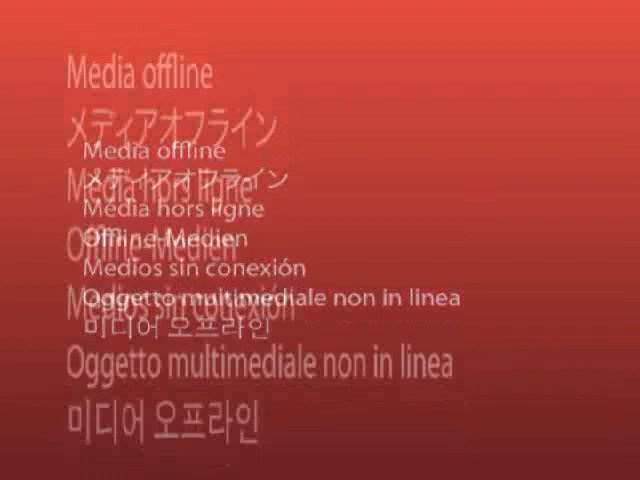 Media offline
メディアオフライン
Media offline
メディアオフライン
Media hors ligne
Media hors ligne
Offline-Medien
Offline-Medien
Medios sin conexión
Oggetto multimediale non in linea
Medios sin conexión
미디어 오프라인
Oggetto multimediale non in linea
미디어 오프라인